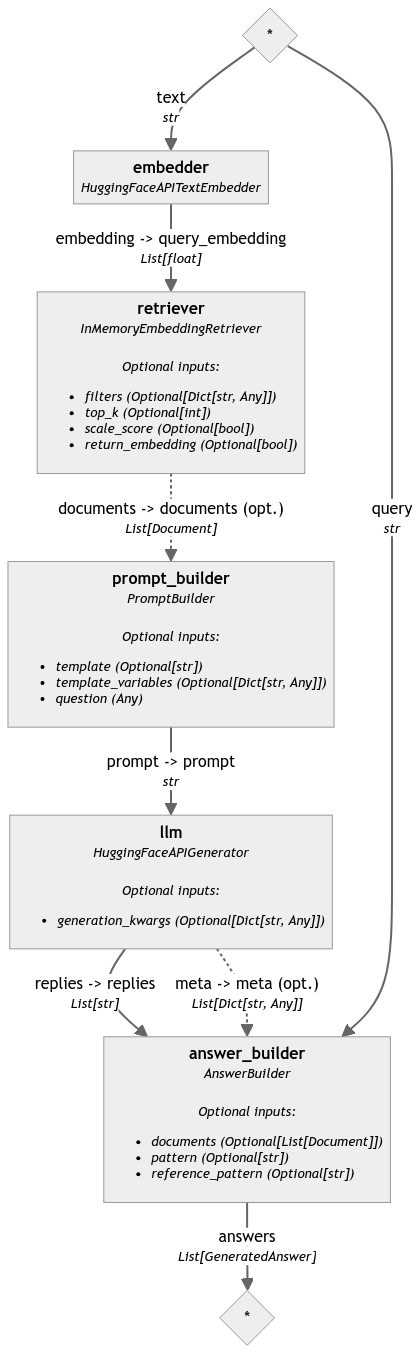 *
text
str
embedder
HuggingFaceAPITextEmbedder
embedding -> query_embedding
List[float]
retriever
InMemoryEmbeddingRetriever
Optional inputs:
• filters (Optional[Dict[str, Any]])
• top_k (Optional[int])
• scale_score (Optional[bool])
• return_embedding (Optional[bool])
documents -> documents (opt.)
List[Document]
query
str
prompt_builder
PromptBuilder
Optional inputs:
• template (Optional[str])
• template_variables (Optional[Dict[str, Any]])
• question (Any)
prompt -> prompt
str
llm
HuggingFaceAPIGenerator
Optional inputs:
• generation_kwargs (Optional[Dict[str, Any]])
replies -> replies
List[str]
meta -> meta (opt.)
List[Dict[str, Any]]
answer_builder
AnswerBuilder
Optional inputs:
• documents (Optional[List[Document]])
• pattern (Optional[str])
• reference_pattern (Optional[str])
answers
List[GeneratedAnswer]
*